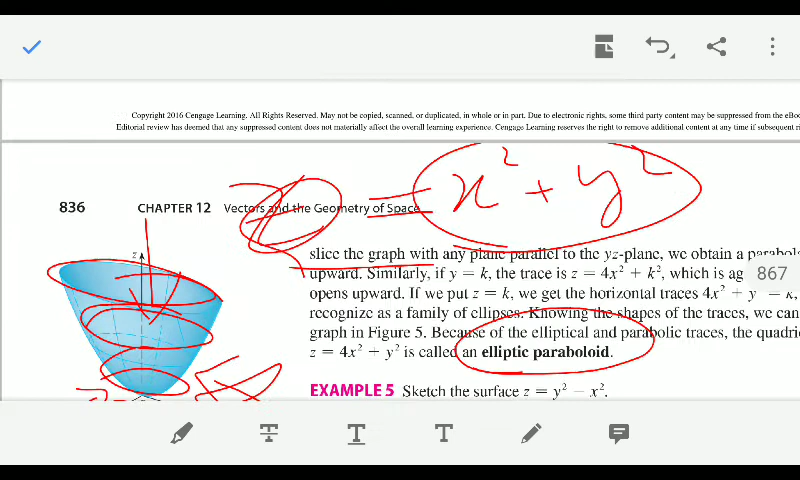 Copyright 2016 Cengage Learning. All Rights Reserved. May not be copied, scanned, or duplicated, in whole or in part. Due to electronic rights, some third party content may be suppressed from the eBoo
Editorial review has deemed that any suppressed content does not materially affect the overall learning experience. Cengage Learning reserves the right to remove additional content at any time if subsequent ri
z = x² + y²
836 CHAPTER 12 Vectors and the Geometry of Space
slice the graph with any plane parallel to the yz-plane, we obtain a parabol
upward. Similarly, if y = k, the trace is z = 4x² + k², which is ag
867
opens upward. If we put z = k, we get the horizontal traces 4x² + y = k,
recognize as a family of ellipses. Knowing the shapes of the traces, we can
graph in Figure 5. Because of the elliptical and parabolic traces, the quadri
z = 4x² + y² is called an elliptic paraboloid.
z
EXAMPLE 5 Sketch the surface z = y² − x².
T
T
T